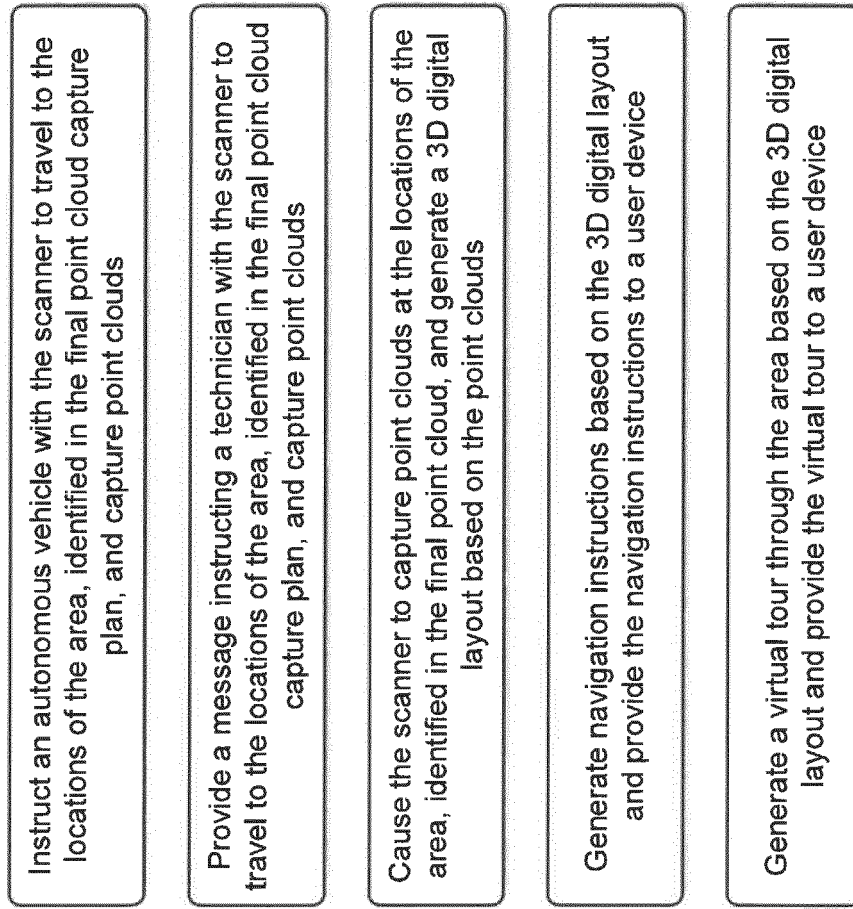 Instruct an autonomous vehicle with the scanner to travel to the
locations of the area, identified in the final point cloud capture
plan, and capture point clouds
Provide a message instructing a technician with the scanner to
travel to the locations of the area, identified in the final point cloud
capture plan, and capture point clouds
Cause the scanner to capture point clouds at the locations of the
area, identified in the final point cloud, and generate a 3D digital
layout based on the point clouds
Generate navigation instructions based on the 3D digital layout
and provide the navigation instructions to a user device
Generate a virtual tour through the area based on the 3D digital
layout and provide the virtual tour to a user device